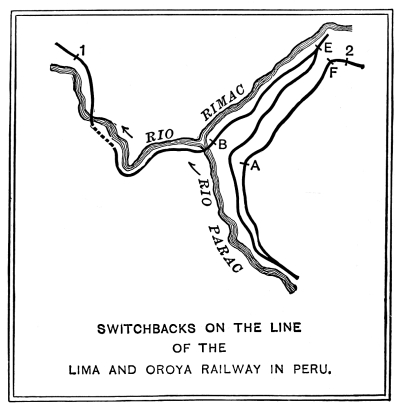 1
E
2
F
RIO RIMAC
B
A
RIO PARAC
SWITCHBACKS ON THE LINE
OF THE
LIMA AND OROYA RAILWAY IN PERU.